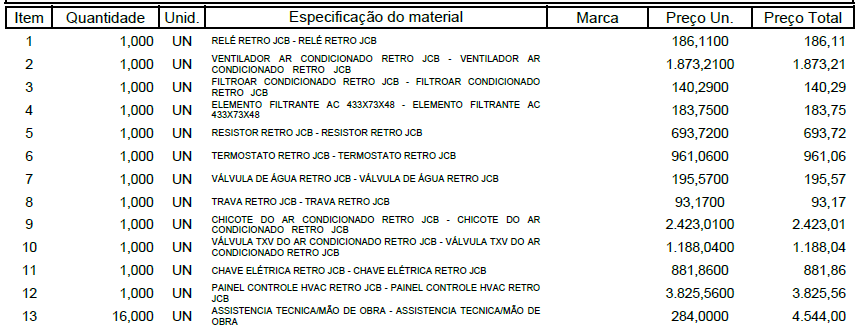 Item Quantidade Unid. Especificação do material Marca Preço Un. Preço Total
1 1,000 UN RELÉ RETRO JCB - RELÉ RETRO JCB 186,1100 186,11
2 1,000 UN VENTILADOR AR CONDICIONADO RETRO JCB - VENTILADOR AR 1.873,2100 1.873,21
CONDICIONADO RETRO JCB
3 1,000 UN FILTROAR CONDICIONADO RETRO JCB - FILTROAR CONDICIONADO 140,2900 140,29
RETRO JCB
4 1,000 UN ELEMENTO FILTRANTE AC 433X73X48 - ELEMENTO FILTRANTE AC 183,7500 183,75
433X73X48
5 1,000 UN RESISTOR RETRO JCB - RESISTOR RETRO JCB 693,7200 693,72
6 1,000 UN TERMOSTATO RETRO JCB - TERMOSTATO RETRO JCB 961,0600 961,06
7 1,000 UN VÁLVULA DE ÁGUA RETRO JCB - VÁLVULA DE ÁGUA RETRO JCB 195,5700 195,57
8 1,000 UN TRAVA RETRO JCB - TRAVA RETRO JCB 93,1700 93,17
9 1,000 UN CHICOTE DO AR CONDICIONADO RETRO JCB - CHICOTE DO AR 2.423,0100 2.423,01
CONDICIONADO RETRO JCB
10 1,000 UN VÁLVULA TXV DO AR CONDICIONADO RETRO JCB - VÁLVULA TXV DO AR 1.188,0400 1.188,04
CONDICIONADO RETRO JCB
11 1,000 UN CHAVE ELÉTRICA RETRO JCB - CHAVE ELÉTRICA RETRO JCB 881,8600 881,86
12 1,000 UN PAINEL CONTROLE HVAC RETRO JCB - PAINEL CONTROLE HVAC RETRO 3.825,5600 3.825,56
JCB
13 16,000 UN ASSISTENCIA TECNICA/MÃO DE OBRA - ASSISTENCIA TECNICA/MÃO DE 284,0000 4.544,00
OBRA